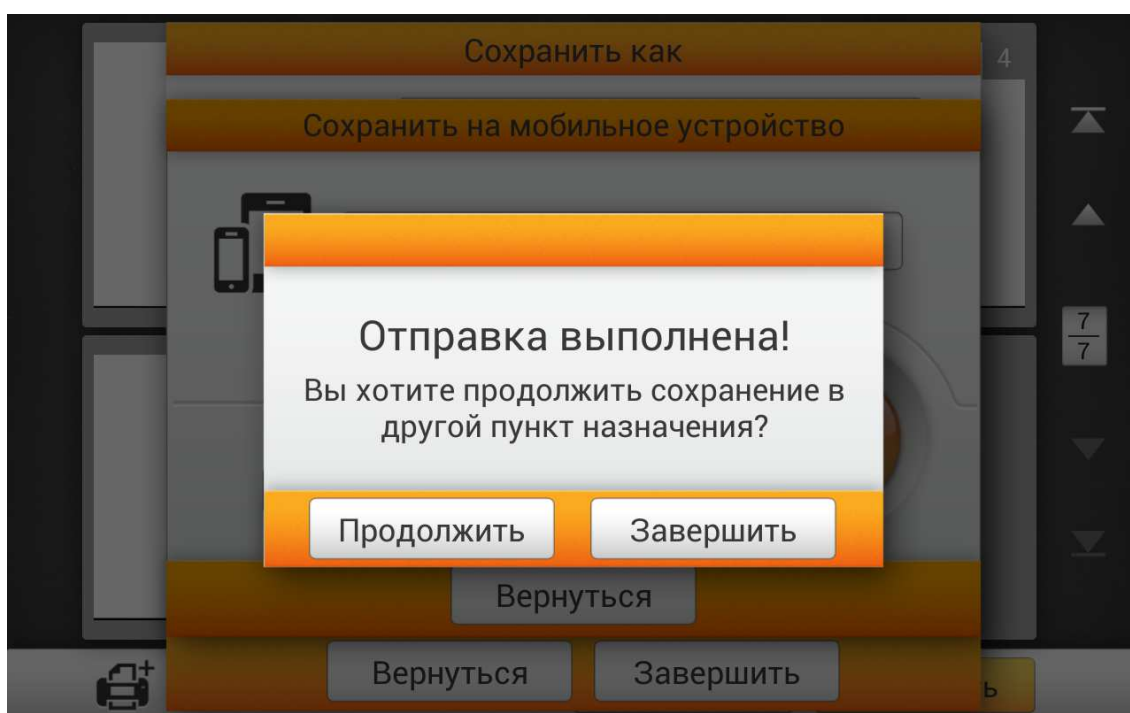 Сохранить как
4
Сохранить на мобильное устройство
Отправка выполнена!
Вы хотите продолжить сохранение в
другой пункт назначения?
7
7
Продолжить
Завершить
Вернуться
Вернуться
Завершить
ь